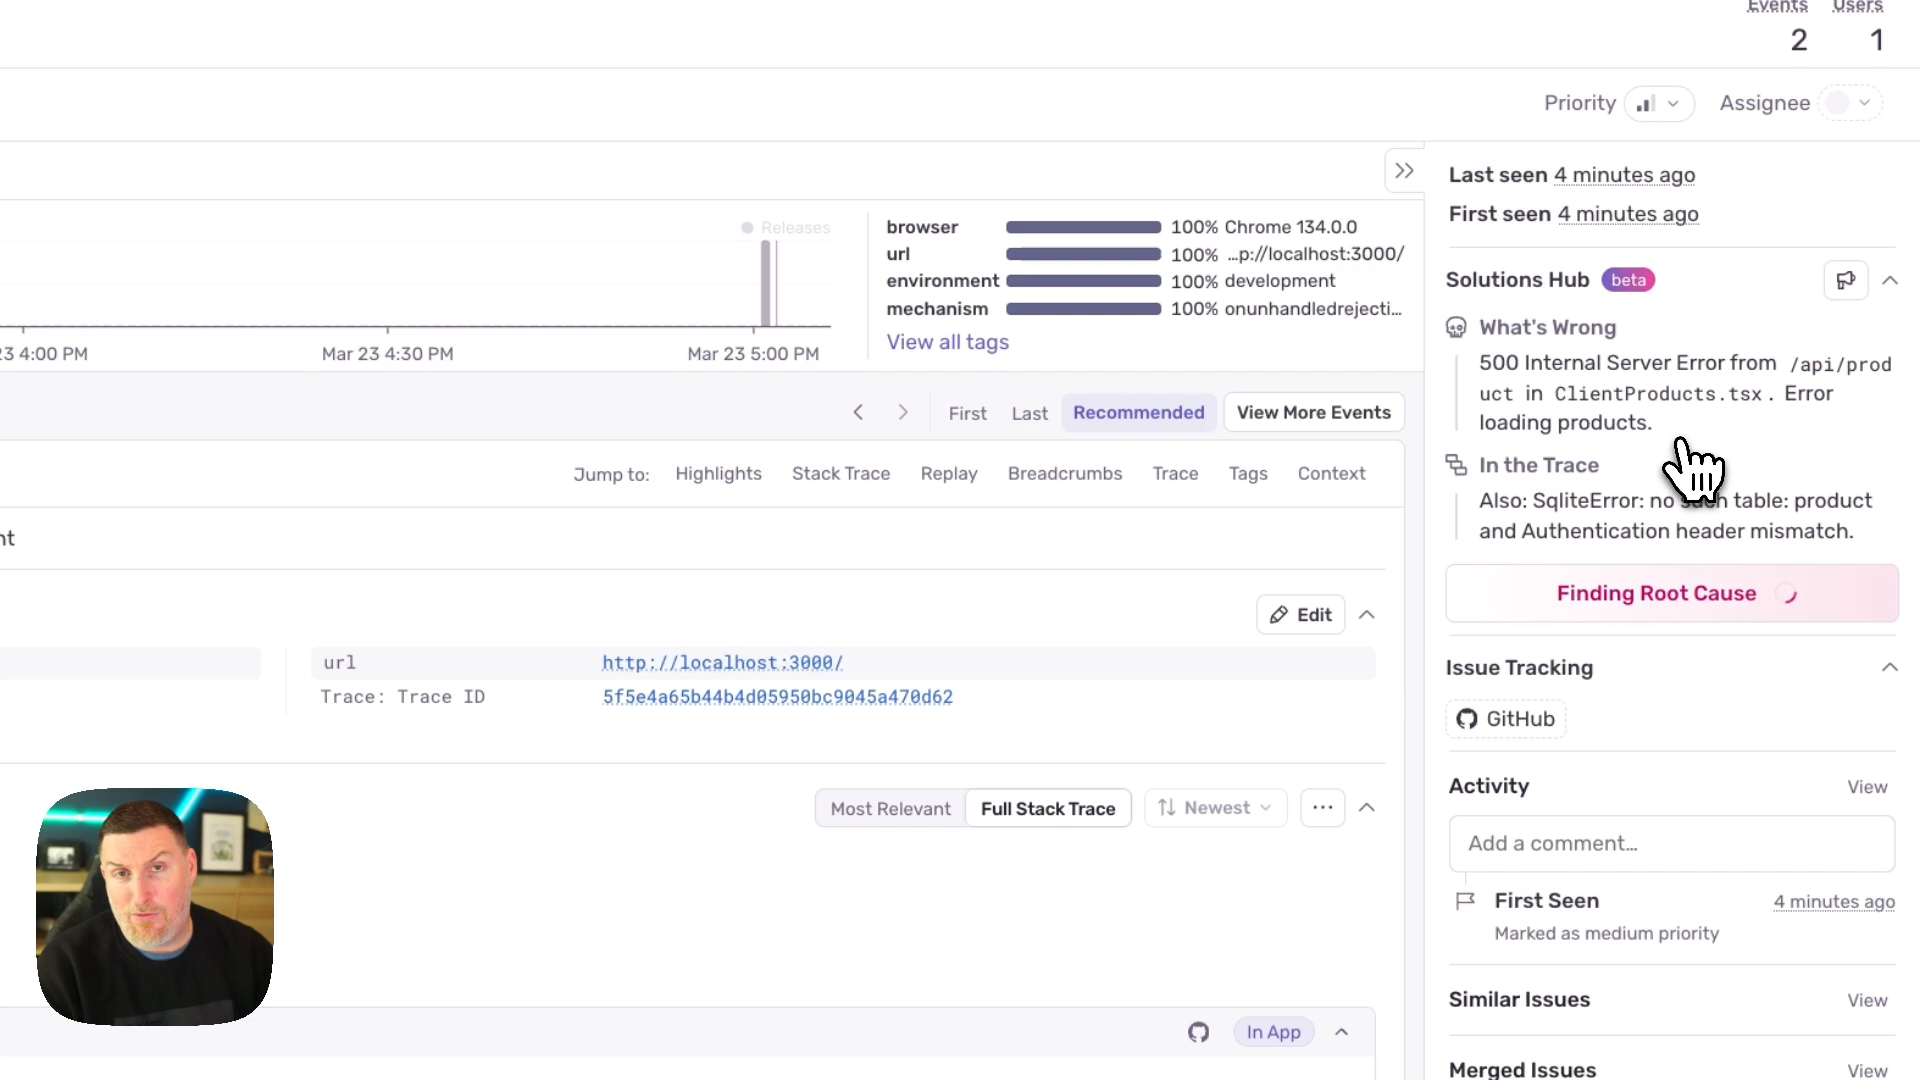 Events Users
2 1
Priority Assignee
Last seen 4 minutes ago
First seen 4 minutes ago
Releases
browser 100% Chrome 134.0.0
url 100% …p://localhost:3000/
environment 100% development
mechanism 100% onunhandledrejecti…
View all tags
23 4:00 PM Mar 23 4:30 PM Mar 23 5:00 PM
Solutions Hub beta
What's Wrong
500 Internal Server Error from /api/prod
uct in ClientProducts.tsx. Error
loading products.
In the Trace
Also: SqliteError: no such table: product
and Authentication header mismatch.
Finding Root Cause
First Last Recommended View More Events
Jump to: Highlights Stack Trace Replay Breadcrumbs Trace Tags Context
nt
Edit
url http://localhost:3000/
Trace: Trace ID 5f5e4a65b44b4d05950bc9045a470d62
Most Relevant Full Stack Trace Newest
In App
Issue Tracking
GitHub
Activity View
Add a comment…
First Seen 4 minutes ago
Marked as medium priority
Similar Issues View
Merged Issues View